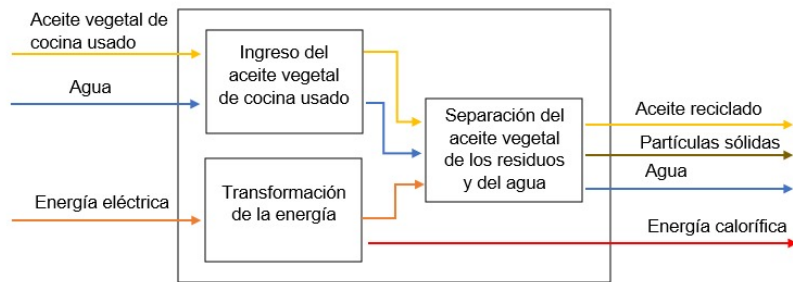 Aceite vegetal de
cocina usado
Agua
Energía eléctrica
Ingreso del
aceite vegetal
de cocina usado
Transformación
de la energía
Separación del
aceite vegetal
de los residuos
y del agua
Aceite reciclado
Partículas sólidas
Agua
Energía calorífica